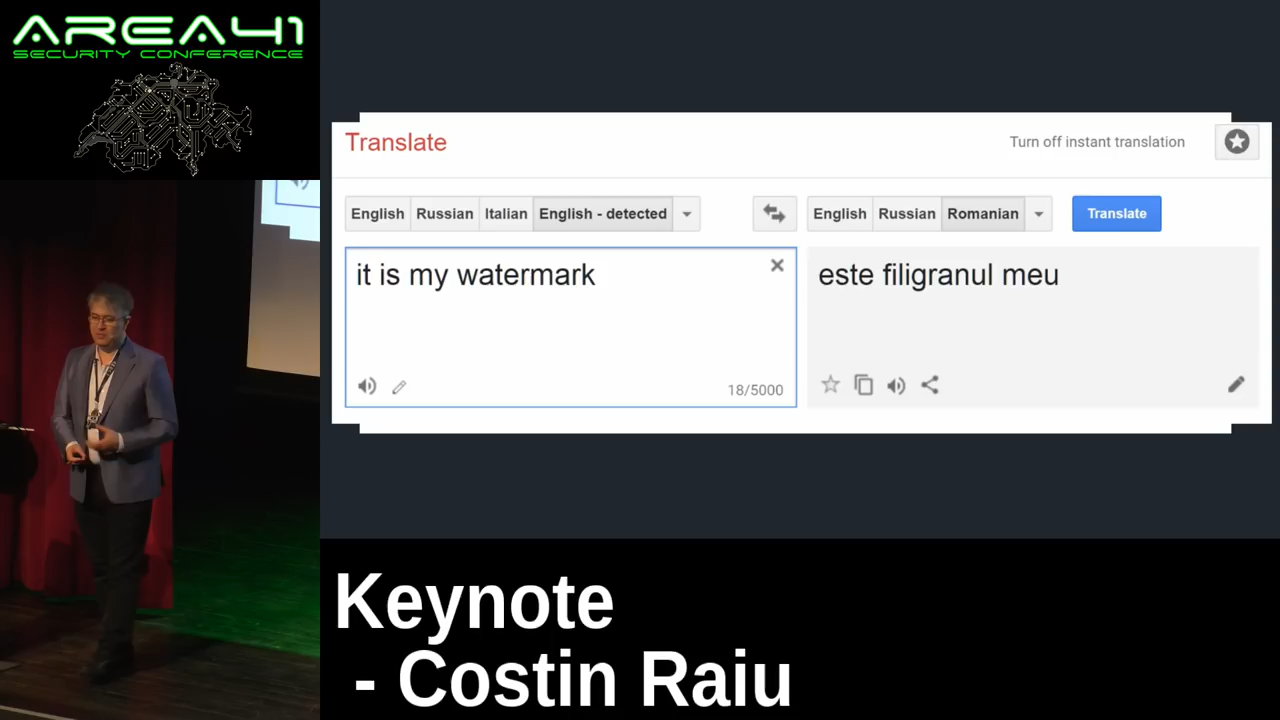 AREA41
SECURITY CONFERENCE
Translate
Turn off instant translation
English Russian Italian English - detected
English Russian Romanian Translate
it is my watermark
este filigranul meu
18/5000
Keynote
- Costin Raiu